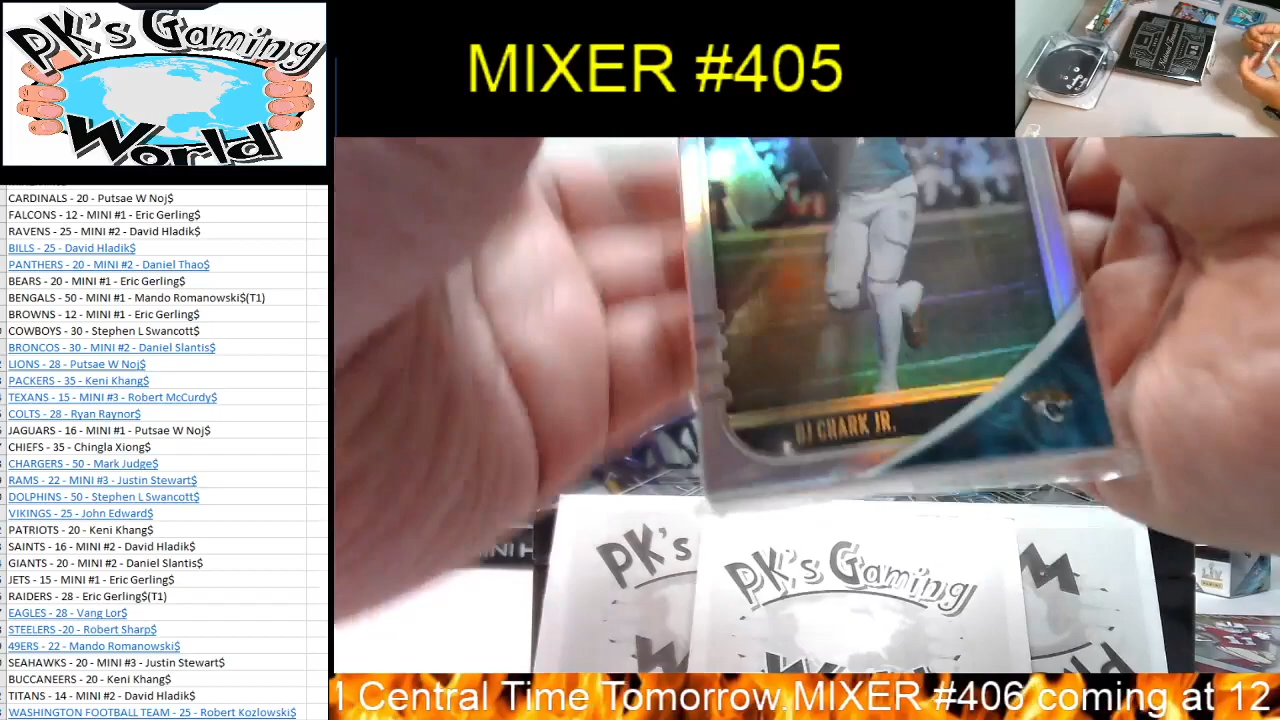 PK's Gaming
World
MIXER #405
CARDINALS - 20 - Putsae W Noj$
FALCONS - 12 - MINI #1 - Eric Gerling$
RAVENS - 25 - MINI #2 - David Hladik$
BILLS - 25 - David Hladik$
PANTHERS - 20 - MINI #2 - Daniel Thao$
BEARS - 20 - MINI #1 - Eric Gerling$
BENGALS - 50 - MINI #1 - Mando Romanowski$(T1)
BROWNS - 12 - MINI #1 - Eric Gerling$
COWBOYS - 30 - Stephen L Swancott$
BRONCOS - 30 - MINI #2 - Daniel Slantis$
LIONS - 28 - Putsae W Noj$
PACKERS - 35 - Keni Khang$
TEXANS - 15 - MINI #3 - Robert McCurdy$
COLTS - 28 - Ryan Raynor$
JAGUARS - 16 - MINI #1 - Putsae W Noj$
CHIEFS - 35 - Chingla Xiong$
CHARGERS - 50 - Mark Judge$
RAMS - 22 - MINI #3 - Justin Stewart$
DOLPHINS - 50 - Stephen L Swancott$
VIKINGS - 25 - John Edward$
PATRIOTS - 20 - Keni Khang$
SAINTS - 16 - MINI #2 - David Hladik$
GIANTS - 20 - MINI #2 - Daniel Slantis$
JETS - 15 - MINI #1 - Eric Gerling$
RAIDERS - 28 - Eric Gerling$(T1)
EAGLES - 28 - Vang Lor$
STEELERS -20 - Robert Sharp$
49ERS - 22 - Mando Romanowski$
SEAHAWKS - 20 - MINI #3 - Justin Stewart$
BUCCANEERS - 20 - Keni Khang$
TITANS - 14 - MINI #2 - David Hladik$
WASHINGTON FOOTBALL TEAM - 25 - Robert Kozlowski$
DJ CHARK JR.
PK's
PK's Gaming
Central Time Tomorrow.MIXER #406 coming at 12